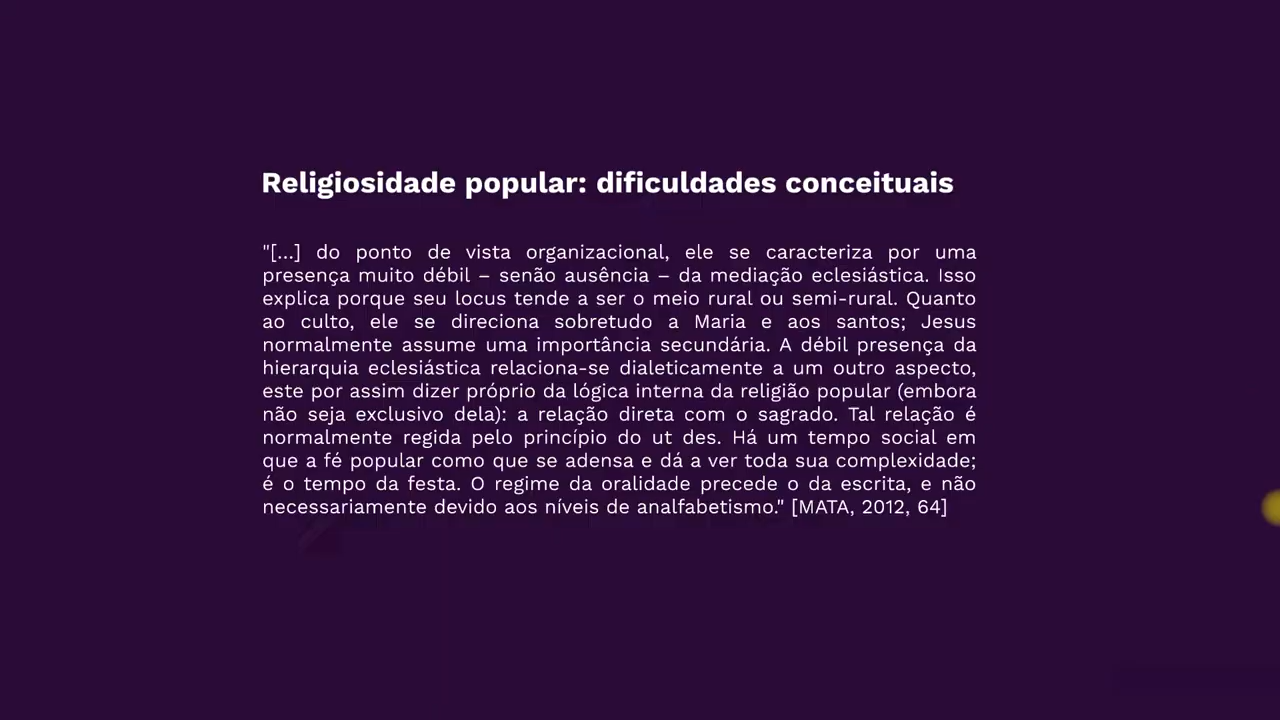 Religiosidade popular: dificuldades conceituais
"[...] do ponto de vista organizacional, ele se caracteriza por uma
presença muito débil – senão ausência – da mediação eclesiástica. Isso
explica porque seu locus tende a ser o meio rural ou semi-rural. Quanto
ao culto, ele se direciona sobretudo a Maria e aos santos; Jesus
normalmente assume uma importância secundária. A débil presença da
hierarquia eclesiástica relaciona-se dialeticamente a um outro aspecto,
este por assim dizer próprio da lógica interna da religião popular (embora
não seja exclusivo dela): a relação direta com o sagrado. Tal relação é
normalmente regida pelo princípio do ut des. Há um tempo social em
que a fé popular como que se adensa e dá a ver toda sua complexidade;
é o tempo da festa. O regime da oralidade precede o da escrita, e não
necessariamente devido aos níveis de analfabetismo." [MATA, 2012, 64]